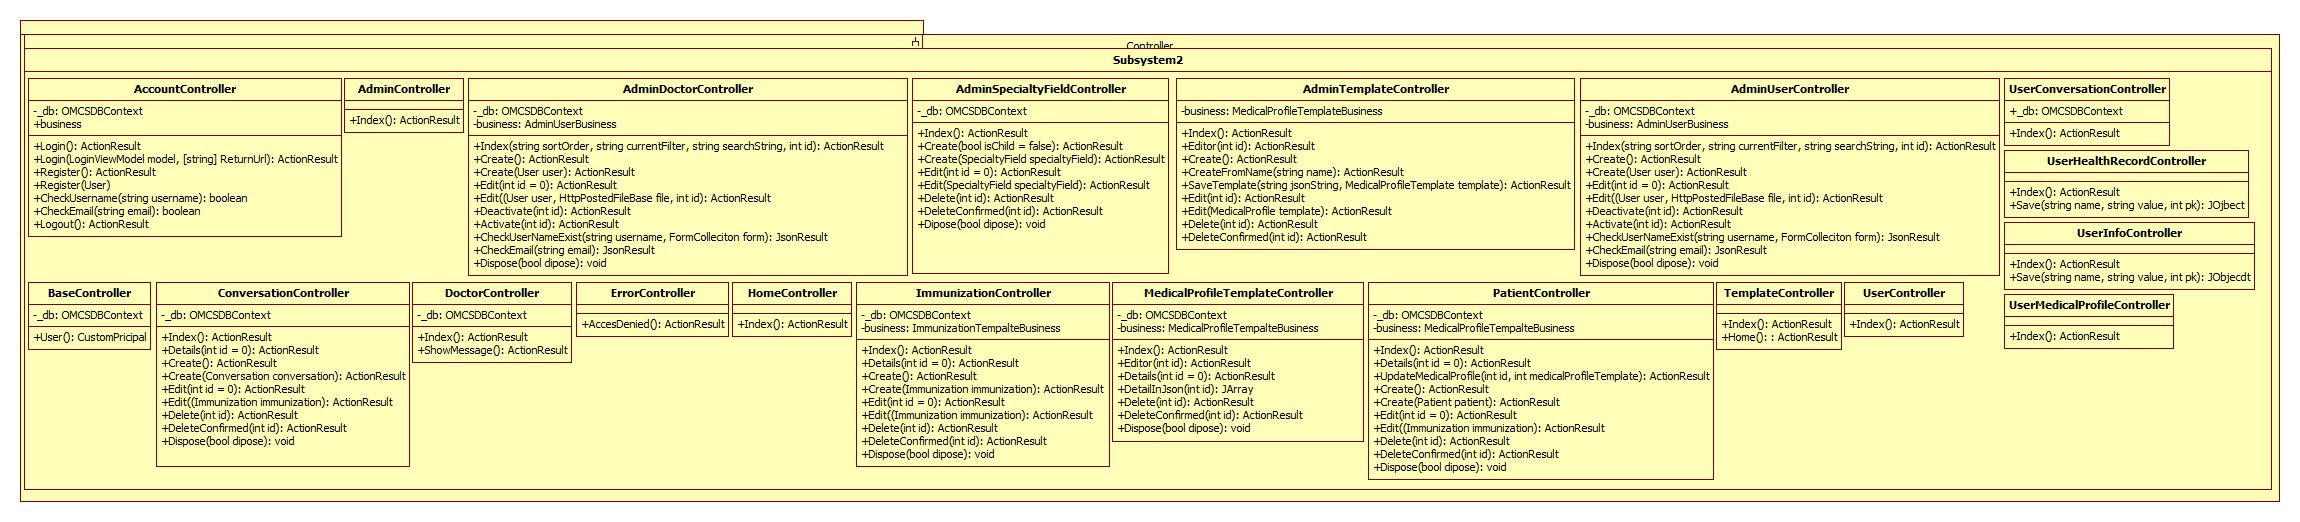 Controller
Subsystem2
AccountController
-_db: OMCSDBContext
+business
+Login(): ActionResult
+Login(LoginViewModel model, [string] ReturnUrl): ActionResult
+Register(): ActionResult
+Register(User)
+CheckUsername(string username): boolean
+CheckEmail(string email): boolean
+Logout(): ActionResult
AdminController
+Index(): ActionResult
AdminDoctorController
-_db: OMCSDBContext
-business: AdminUserBusiness
+Index(string sortOrder, string currentFilter, string searchString, int id): ActionResult
+Create(): ActionResult
+Create(User user): ActionResult
+Edit(int id = 0): ActionResult
+Edit((User user, HttpPostedFileBase file, int id): ActionResult
+Deactivate(int id): ActionResult
+Activate(int id): ActionResult
+CheckUserNameExist(string username, FormColleciton form): JsonResult
+CheckEmail(string email): JsonResult
+Dispose(bool dipose): void
AdminSpecialtyFieldController
-_db: OMCSDBContext
+Index(): ActionResult
+Create(bool isChild = false): ActionResult
+Create(SpecialtyField specialtyField): ActionResult
+Edit(int id = 0): ActionResult
+Edit(SpecialtyField specialtyField): ActionResult
+Delete(int id): ActionResult
+DeleteConfirmed(int id): ActionResult
+Dipose(bool dipose): void
AdminTemplateController
-business: MedicalProfileTemplateBusiness
+Index(): ActionResult
+Editor(int id): ActionResult
+Create(): ActionResult
+CreateFromName(string name): ActionResult
+SaveTemplate(string jsonString, MedicalProfileTemplate template): ActionResult
+Edit(int id): ActionResult
+Edit(MedicalProfile template): ActionResult
+Delete(int id): ActionResult
+DeleteConfirmed(int id): ActionResult
AdminUserController
-_db: OMCSDBContext
-business: AdminUserBusiness
+Index(string sortOrder, string currentFilter, string searchString, int id): ActionResult
+Create(): ActionResult
+Create(User user): ActionResult
+Edit(int id = 0): ActionResult
+Edit((User user, HttpPostedFileBase file, int id): ActionResult
+Deactivate(int id): ActionResult
+Activate(int id): ActionResult
+CheckUserNameExist(string username, FormColleciton form): JsonResult
+CheckEmail(string email): JsonResult
+Dispose(bool dipose): void
UserConversationController
+_db: OMCSDBContext
+Index(): ActionResult
UserHealthRecordController
+Index(): ActionResult
+Save(string name, string value, int pk): JOjbect
UserInfoController
+Index(): ActionResult
+Save(string name, string value, int pk): JObjecdt
UserMedicalProfileController
+Index(): ActionResult
BaseController
-_db: OMCSDBContext
+User(): CustomPricipal
ConversationController
-_db: OMCSDBContext
+Index(): ActionResult
+Details(int id = 0): ActionResult
+Create(): ActionResult
+Create(Conversation conversation): ActionResult
+Edit(int id = 0): ActionResult
+Edit((Immunization immunization): ActionResult
+Delete(int id): ActionResult
+DeleteConfirmed(int id): ActionResult
+Dispose(bool dipose): void
DoctorController
-_db: OMCSDBContext
+Index(): ActionResult
+ShowMessage(): ActionResult
ErrorController
+AccesDenied(): ActionResult
HomeController
+Index(): ActionResult
ImmunizationController
-_db: OMCSDBContext
-business: ImmunizationTempalteBusiness
+Index(): ActionResult
+Details(int id = 0): ActionResult
+Create(): ActionResult
+Create(Immunization immunization): ActionResult
+Edit(int id = 0): ActionResult
+Edit((Immunization immunization): ActionResult
+Delete(int id): ActionResult
+DeleteConfirmed(int id): ActionResult
+Dispose(bool dipose): void
MedicalProfileTemplateController
-_db: OMCSDBContext
-business: MedicalProfileTempalteBusiness
+Index(): ActionResult
+Editor(int id): ActionResult
+Details(int id = 0): ActionResult
+DetailInJson(int id): JArray
+Delete(int id): ActionResult
+DeleteConfirmed(int id): ActionResult
+Dispose(bool dipose): void
PatientController
-_db: OMCSDBContext
-business: MedicalProfileTempalteBusiness
+Index(): ActionResult
+Details(int id = 0): ActionResult
+UpdateMedicalProfile(int id, int medicalProfileTemplate): ActionResult
+Create(): ActionResult
+Create(Patient patient): ActionResult
+Edit(int id = 0): ActionResult
+Edit((Immunization immunization): ActionResult
+Delete(int id): ActionResult
+DeleteConfirmed(int id): ActionResult
+Dispose(bool dipose): void
TemplateController
+Index(): ActionResult
+Home(): : ActionResult
UserController
+Index(): ActionResult